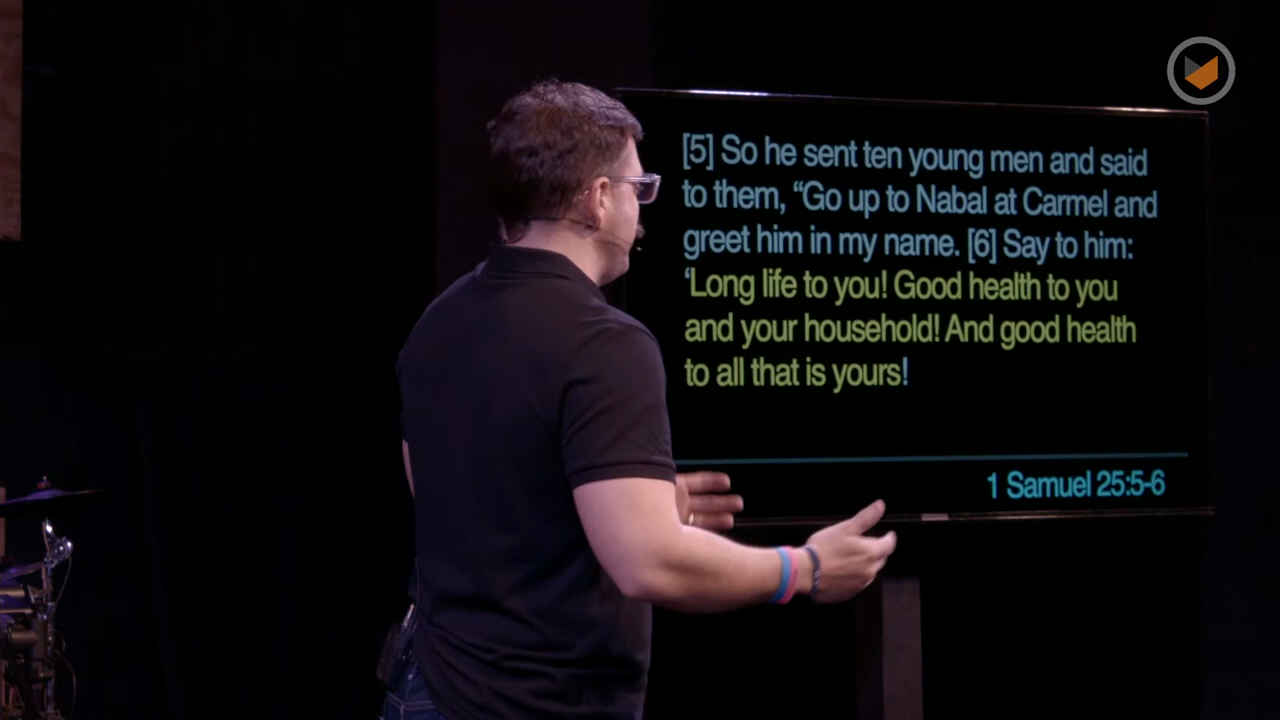 [5] So he sent ten young men and said
to them, “Go up to Nabal at Carmel and
greet him in my name. [6] Say to him:
‘Long life to you! Good health to you
and your household! And good health
to all that is yours!
1 Samuel 25:5-6